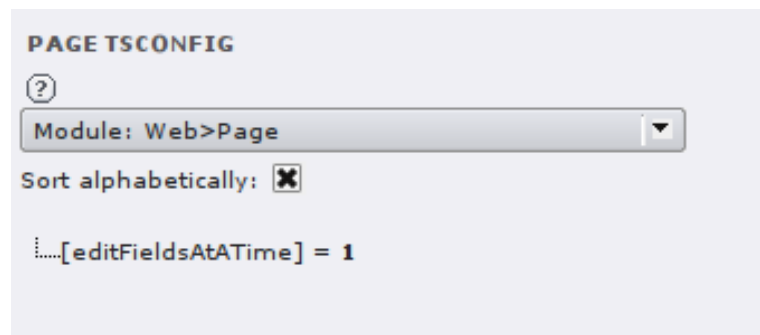 PAGE TSCONFIG
?
Module: Web>Page
Sort alphabetically:
[editFieldsAtATime] = 1